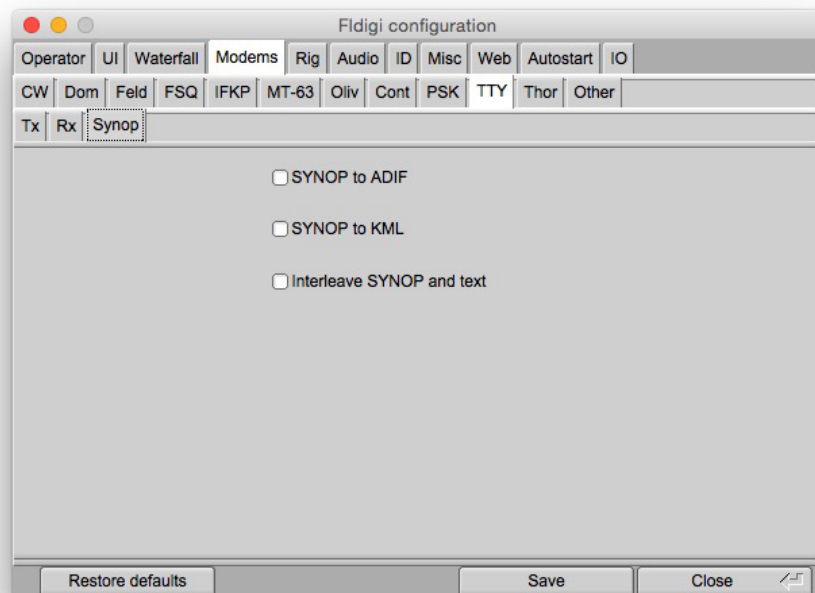 Fldigi configuration
Operator UI Waterfall Modems Rig Audio ID Misc Web Autostart IO
CW Dom Feld FSQ IFKP MT-63 Oliv Cont PSK TTY Thor Other
Tx Rx Synop
SYNOP to ADIF
SYNOP to KML
Interleave SYNOP and text
Restore defaults Save Close